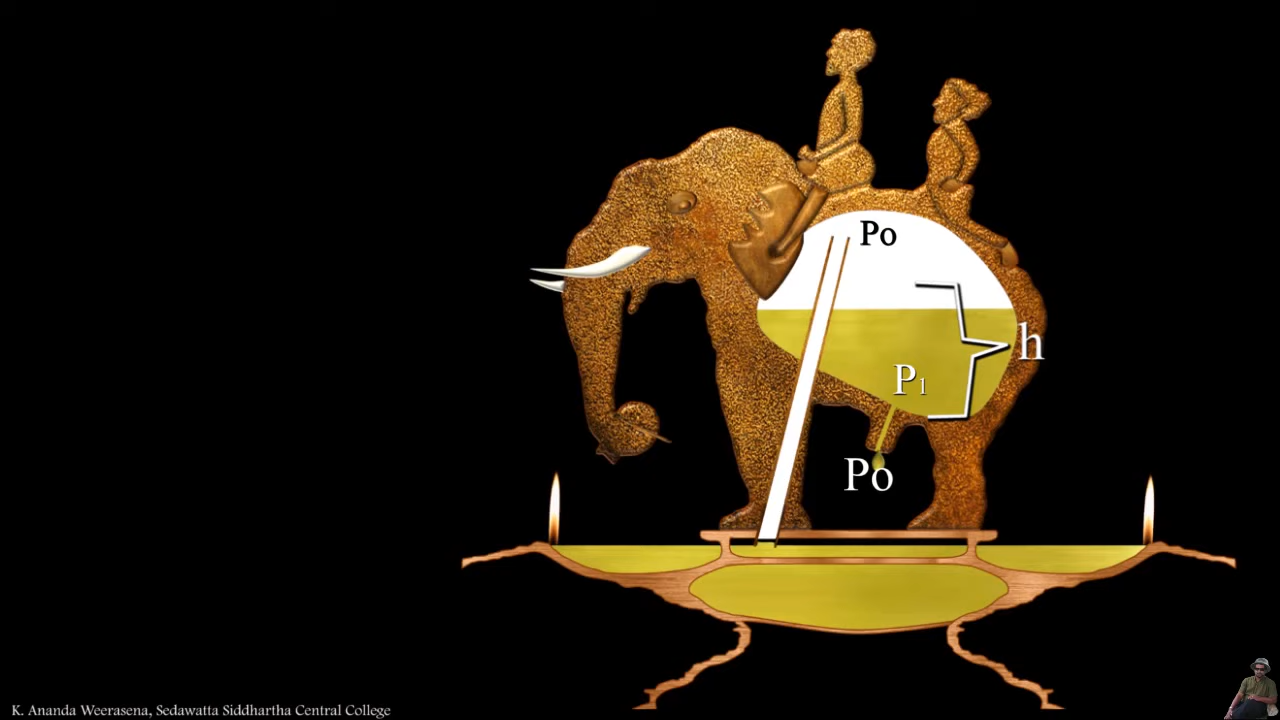 Po
h
P1
Po
K. Ananda Weerasena, Sedawatta Siddhartha Central College